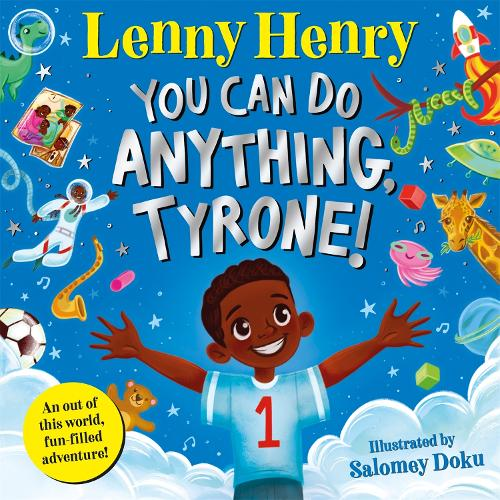 Lenny Henry
YOU CAN DO
ANYTHING,
TYRONE!
1
An out of
this world,
fun-filled
adventure!
Illustrated by
Salomey Doku